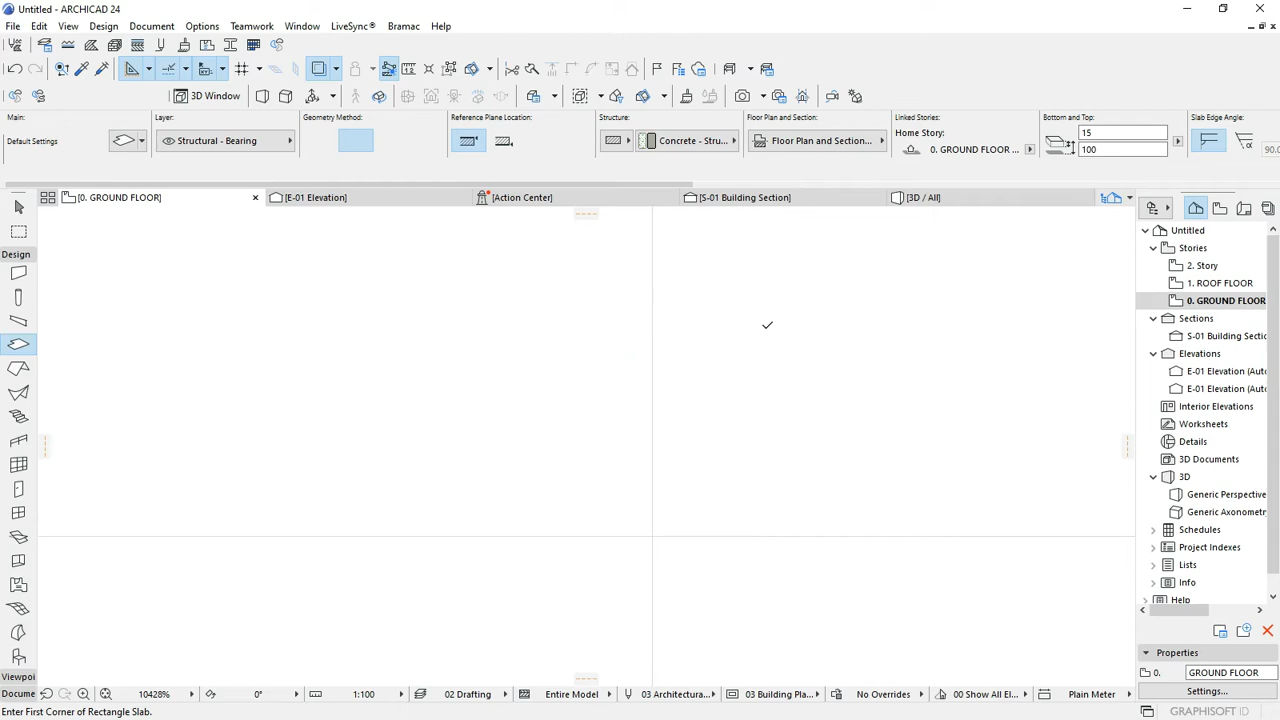 Untitled - ARCHICAD 24
File Edit View Design Document Options Teamwork Window LiveSync® Bramac Help
3D Window
Main: Layer: Geometry Method: Reference Plane Location: Structure: Floor Plan and Section: Linked Stories: Bottom and Top: Slab Edge Angle:
Default Settings Structural - Bearing Concrete - Stru... Floor Plan and Section... Home Story: 15
0. GROUND FLOOR ... 100 90.0
[0. GROUND FLOOR] [E-01 Elevation] [Action Center] [S-01 Building Section] [3D / All]
Design
Untitled
Stories
2. Story
1. ROOF FLOOR
0. GROUND FLOOR
Sections
S-01 Building Sectio
Elevations
E-01 Elevation (Aut
E-01 Elevation (Aut
Interior Elevations
Worksheets
Details
3D Documents
3D
Generic Perspective
Generic Axonometr
Schedules
Project Indexes
Lists
Info
Help
Properties
0. GROUND FLOOR
Settings...
Viewpoi
Docume 10428% 0° 1:100 02 Drafting Entire Model 03 Architectura... 03 Building Pla... No Overrides 00 Show All El... Plain Meter
Enter First Corner of Rectangle Slab. GRAPHISOFT ID